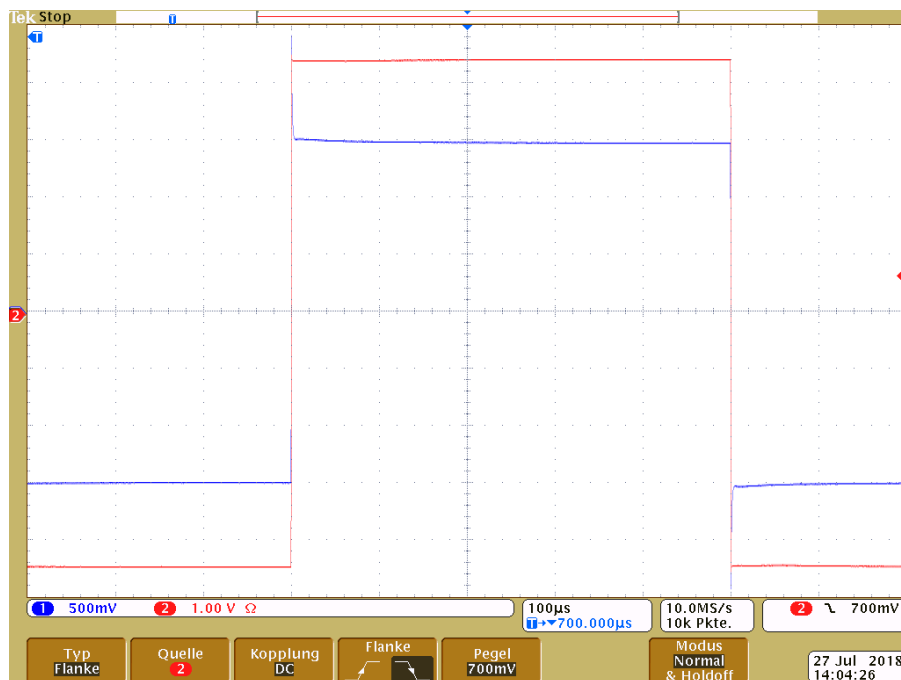 Tek Stop
T
T
2
1 500mV 2 1.00 V Ω
100µs
T→▼700.000µs
10.0MS/s
10k Pkte.
2 700mV
Typ
Flanke
Quelle
2
Kopplung
DC
Flanke
Pegel
700mV
Modus
Normal
& Holdoff
27 Jul 2018
14:04:26